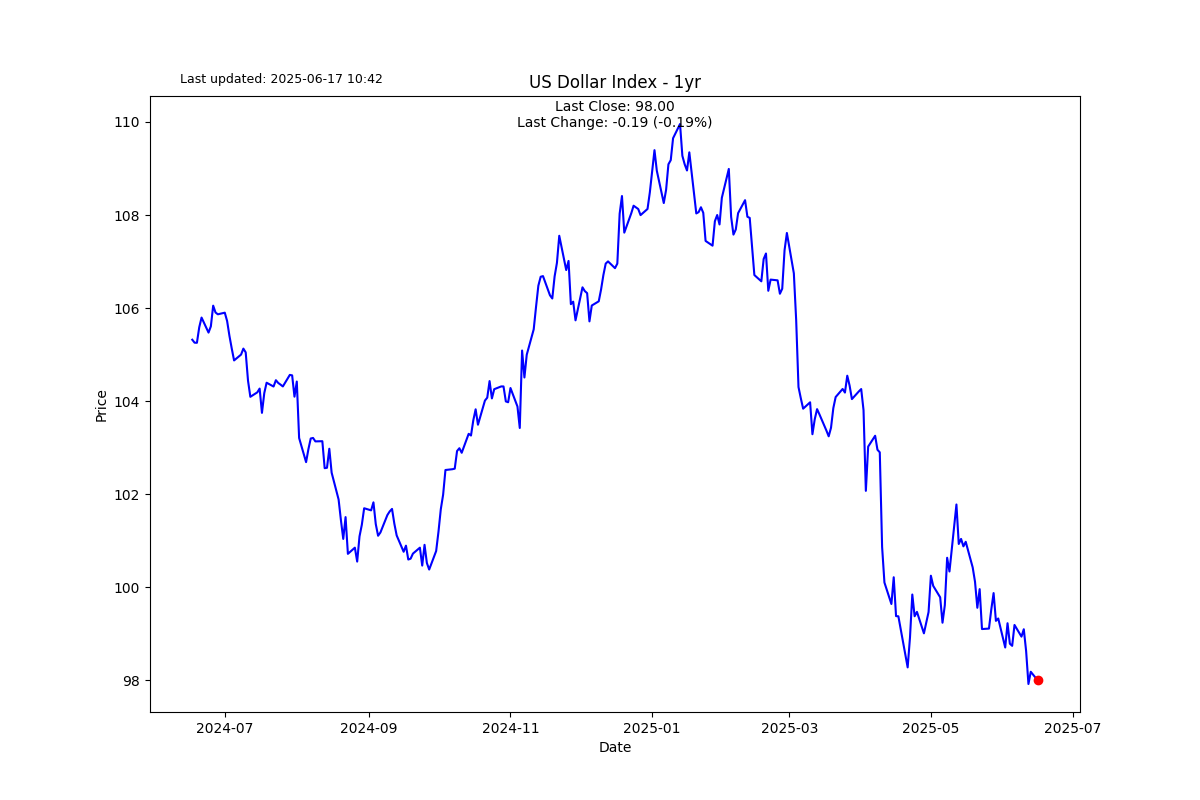 Last updated: 2025-06-17 10:42
US Dollar Index - 1yr
Last Close: 98.00
Last Change: -0.19 (-0.19%)
110
108
106
104
102
100
98
Price
2024-07
2024-09
2024-11
2025-01
2025-03
2025-05
2025-07
Date